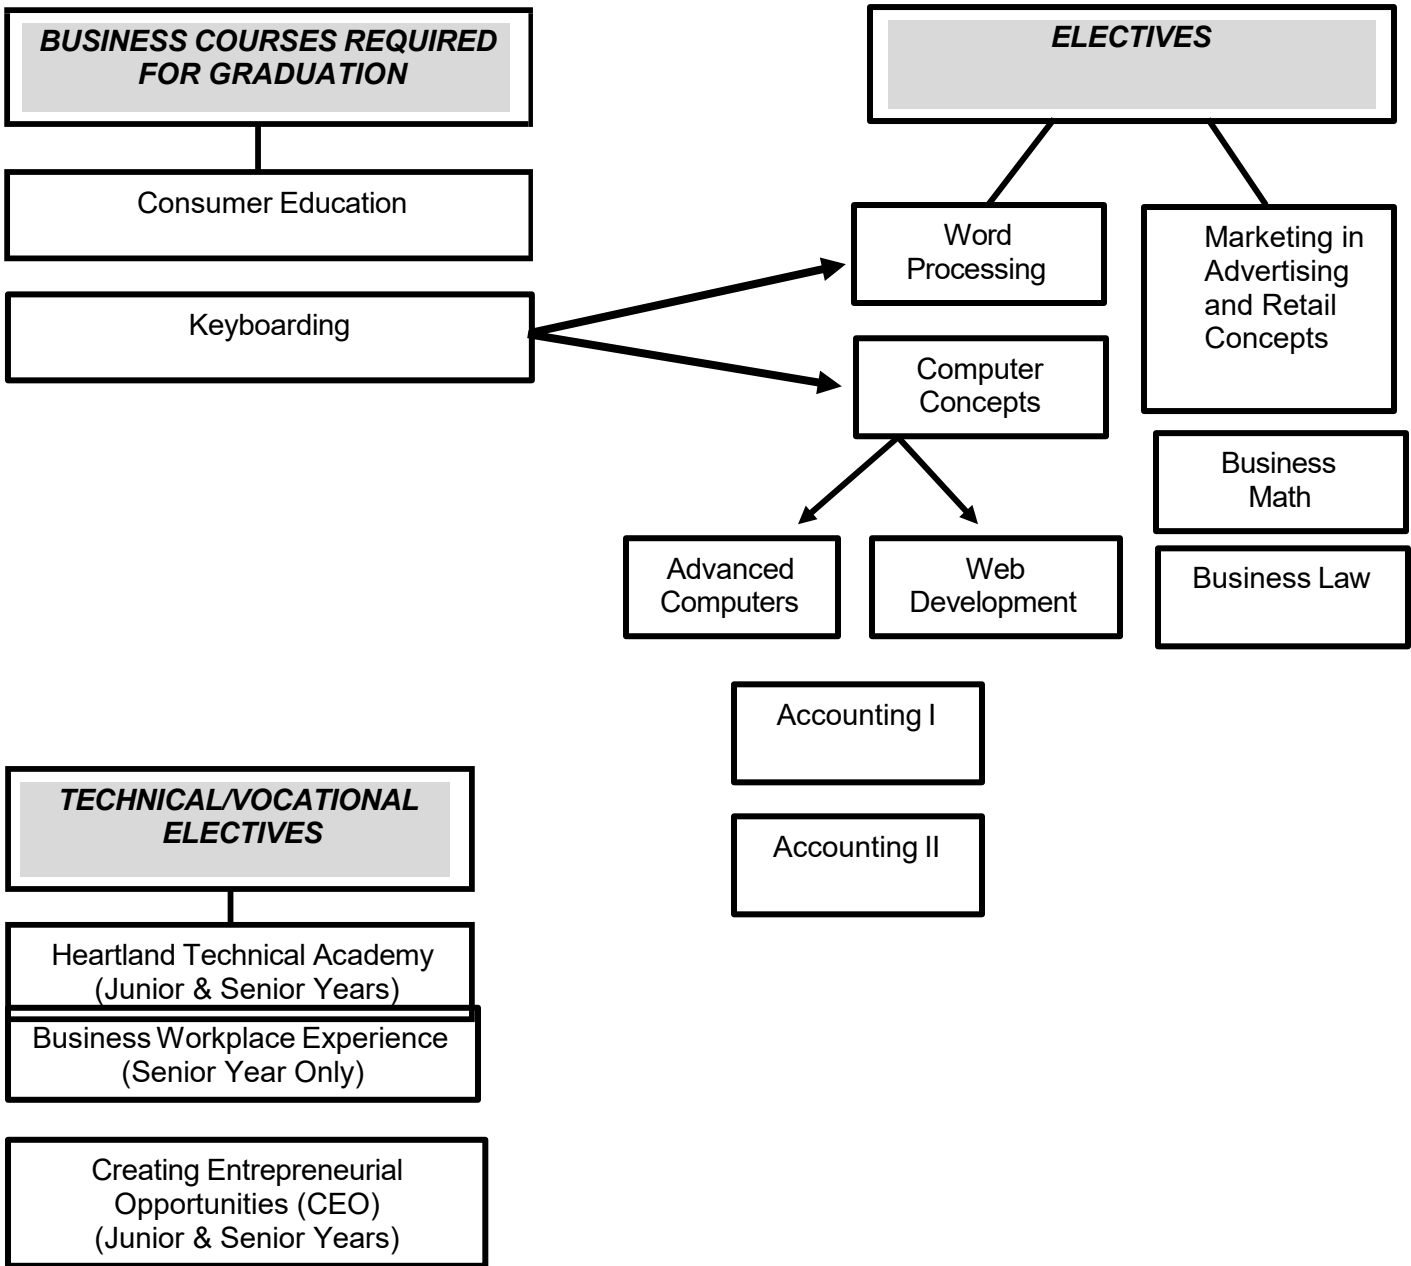 BUSINESS COURSES REQUIRED
FOR GRADUATION
Consumer Education
Keyboarding
ELECTIVES
Word
Processing
Marketing in
Advertising
and Retail
Concepts
Computer
Concepts
Business
Math
Advanced
Computers
Web
Development
Business Law
Accounting I
Accounting II
TECHNICAL/VOCATIONAL
ELECTIVES
Heartland Technical Academy
(Junior & Senior Years)
Business Workplace Experience
(Senior Year Only)
Creating Entrepreneurial
Opportunities (CEO)
(Junior & Senior Years)